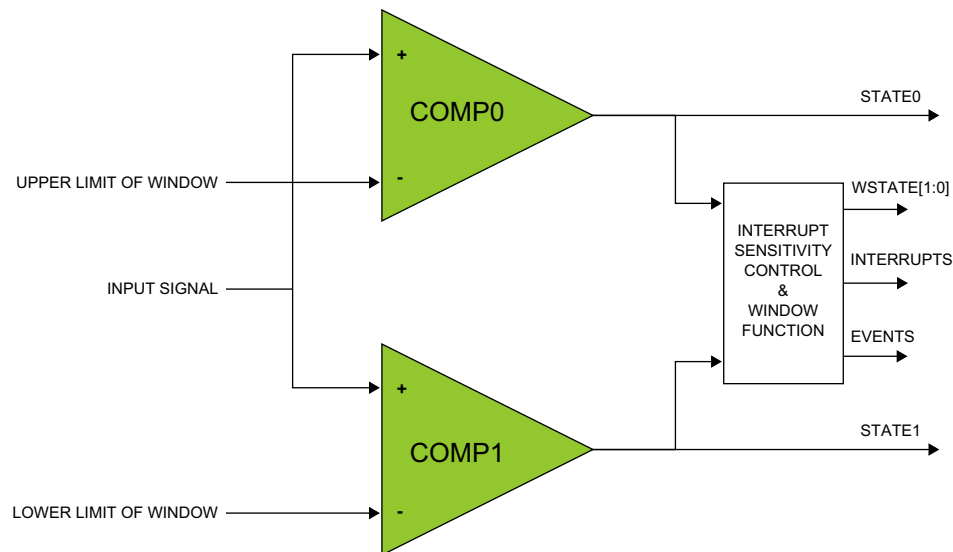 +
COMP0
-
STATE0
UPPER LIMIT OF WINDOW
WSTATE[1:0]
INTERRUPT
SENSITIVITY
CONTROL
&
WINDOW
FUNCTION
INTERRUPTS
EVENTS
INPUT SIGNAL
+
COMP1
-
STATE1
LOWER LIMIT OF WINDOW